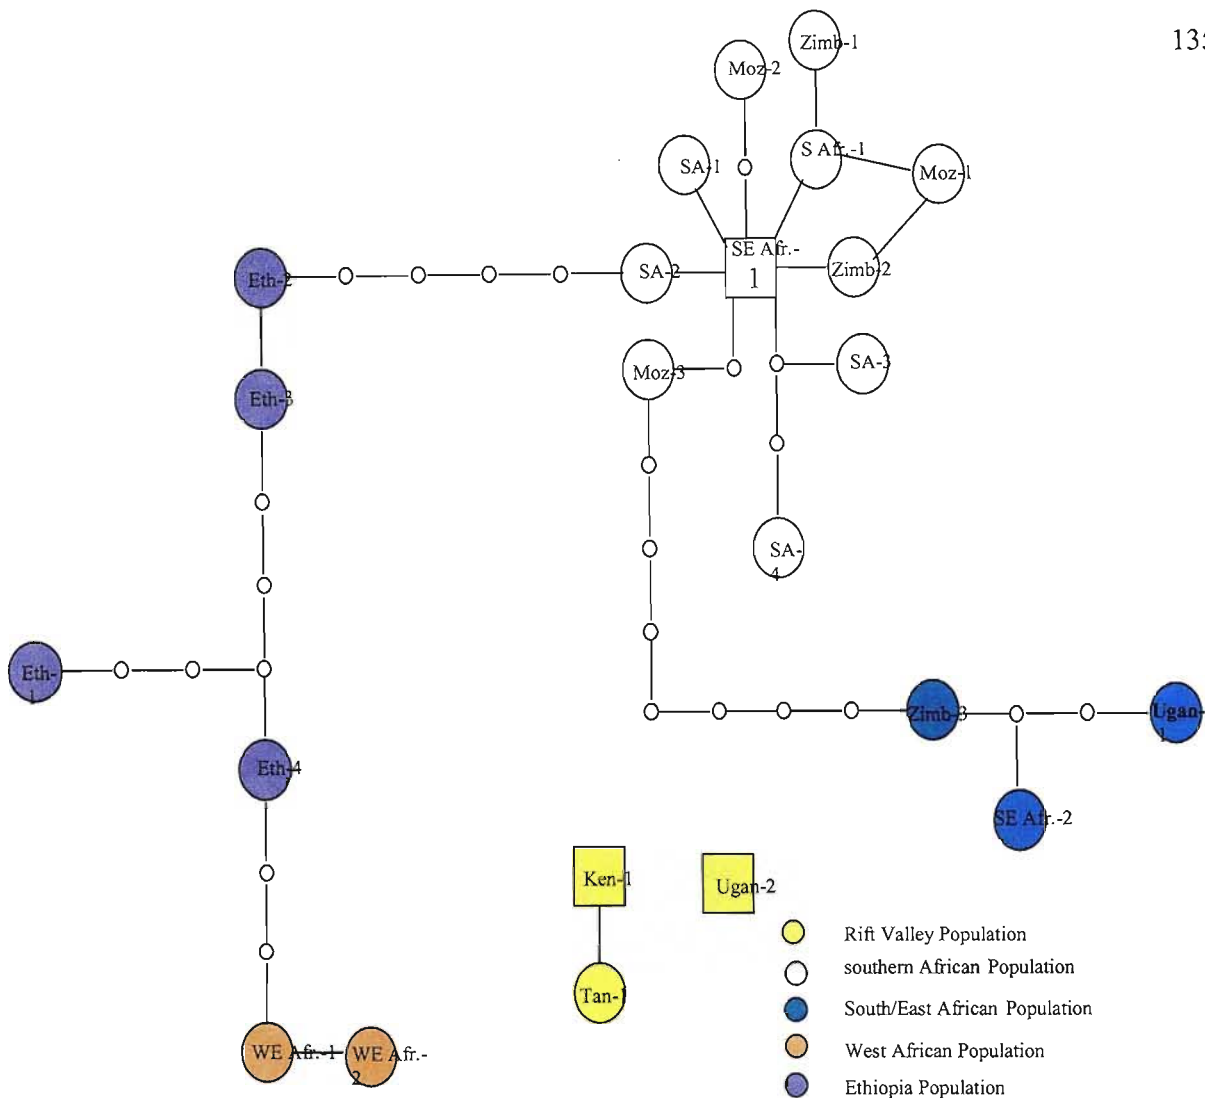 135
Zimb-1
Moz-2
S Afr.-1
SA-1
Moz-1
SE Afr.-
1
Eth-2
SA-2
Zimb-2
Moz-3
SA-3
Eth-3
SA-
4
Eth-
1
Zimb-3
Ugan-
1
Eth-4
SE Afr.-2
Ken-1
Ugan-2
Rift Valley Population
southern African Population
Tan-1
South/East African Population
WE Afr.-1
WE Afr.-
2
West African Population
Ethiopia Population